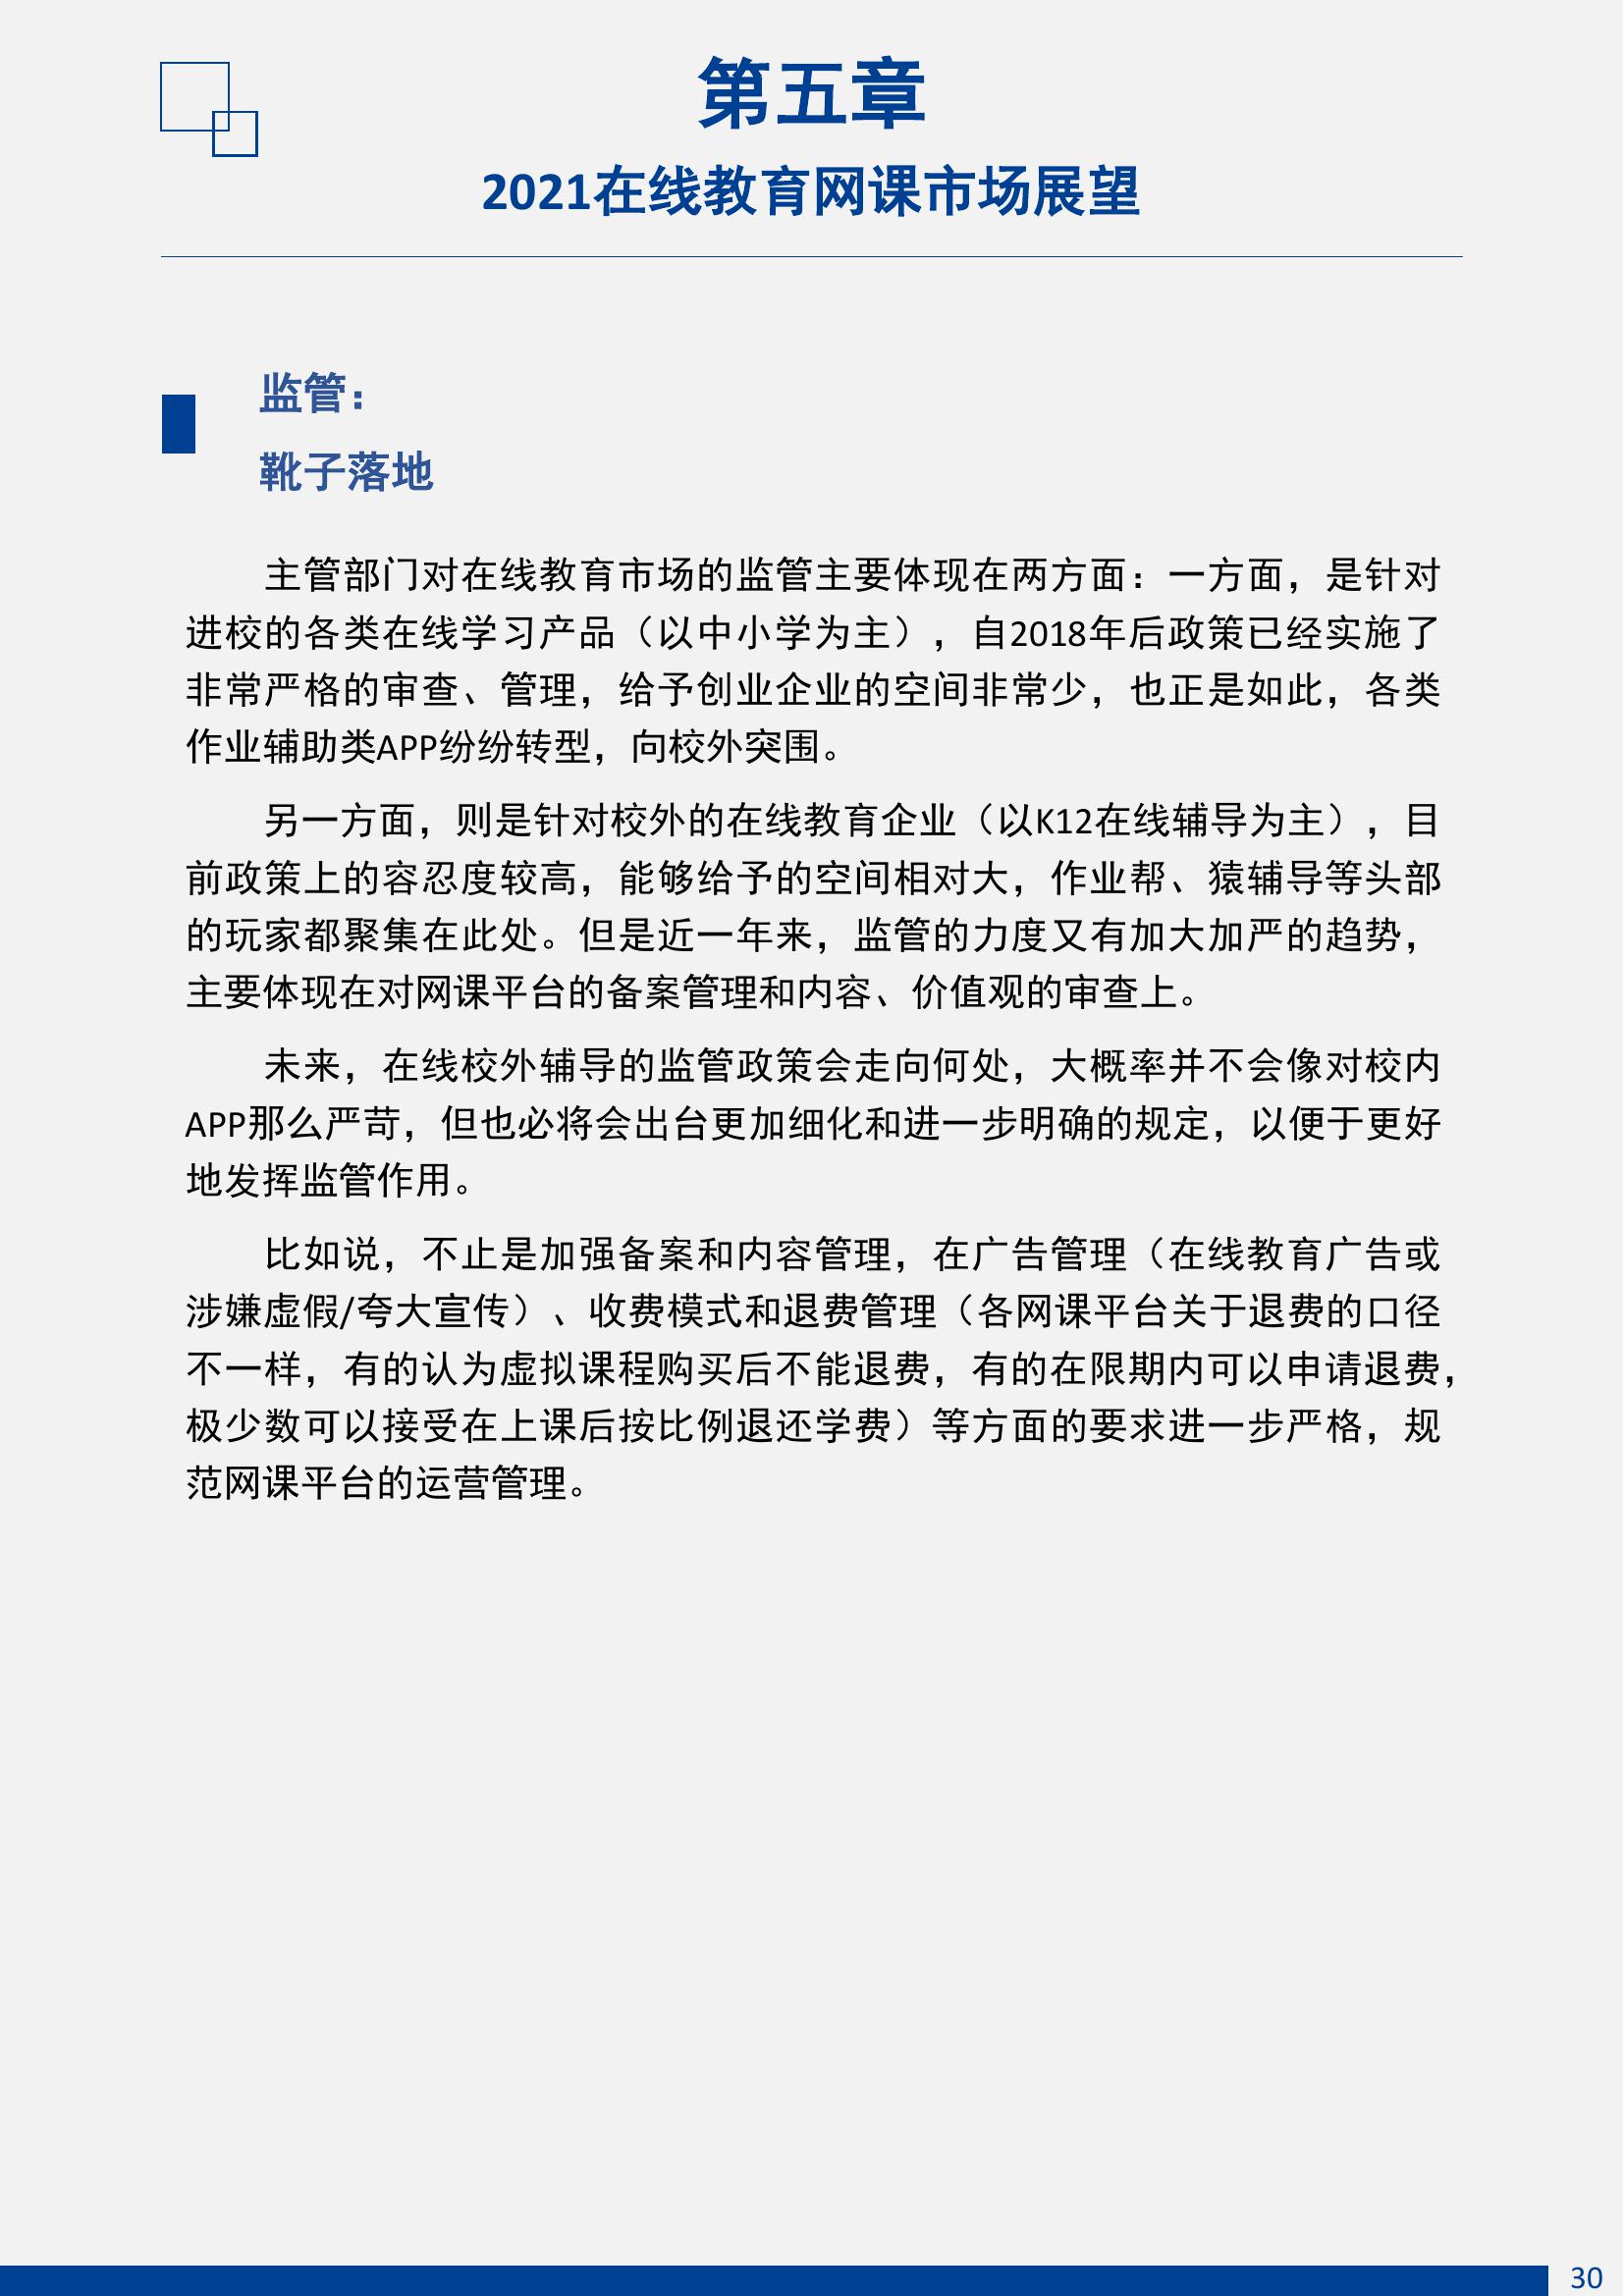 第五章
2021在线教育网课市场展望
监管：
靴子落地
主管部门对在线教育市场的监管主要体现在两方面：一方面，是针对
进校的各类在线学习产品（以中小学为主），自2018年后政策已经实施了
非常严格的审查、管理，给予创业企业的空间非常少，也正是如此，各类
作业辅助类APP纷纷转型，向校外突围。
另一方面，则是针对校外的在线教育企业（以K12在线辅导为主），目
前政策上的容忍度较高，能够给予的空间相对大，作业帮、猿辅导等头部
的玩家都聚集在此处。但是近一年来，监管的力度又有加大加严的趋势，
主要体现在对网课平台的备案管理和内容、价值观的审查上。
未来，在线校外辅导的监管政策会走向何处，大概率并不会像对校内
APP那么严苛，但也必将会出台更加细化和进一步明确的规定，以便于更好
地发挥监管作用。
比如说，不止是加强备案和内容管理，在广告管理（在线教育广告或
涉嫌虚假/夸大宣传）、收费模式和退费管理（各网课平台关于退费的口径
不一样，有的认为虚拟课程购买后不能退费，有的在限期内可以申请退费，
极少数可以接受在上课后按比例退还学费）等方面的要求进一步严格，规
范网课平台的运营管理。
30